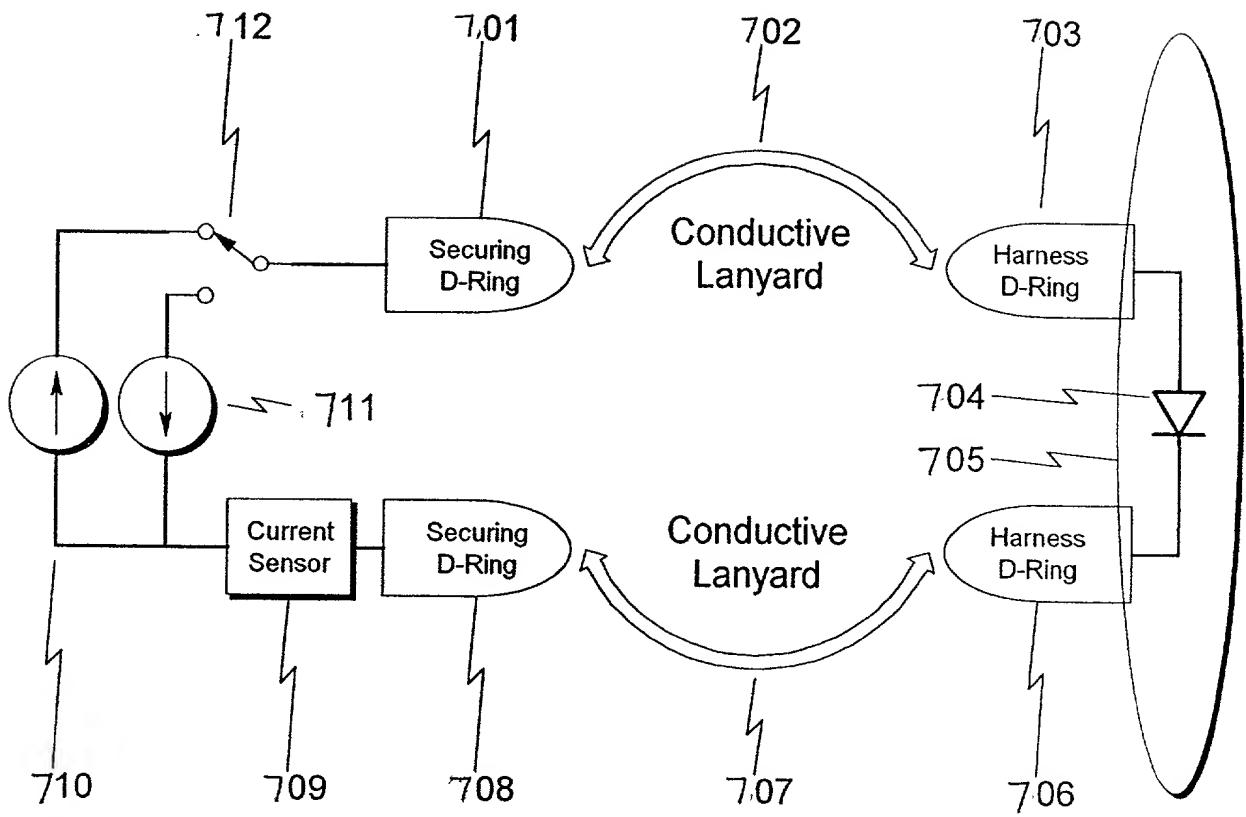 712
701
702
703
Securing
D-Ring
Conductive
Lanyard
Harness
D-Ring
711
704
705
Current
Sensor
Securing
D-Ring
Conductive
Lanyard
Harness
D-Ring
710
709
708
707
706